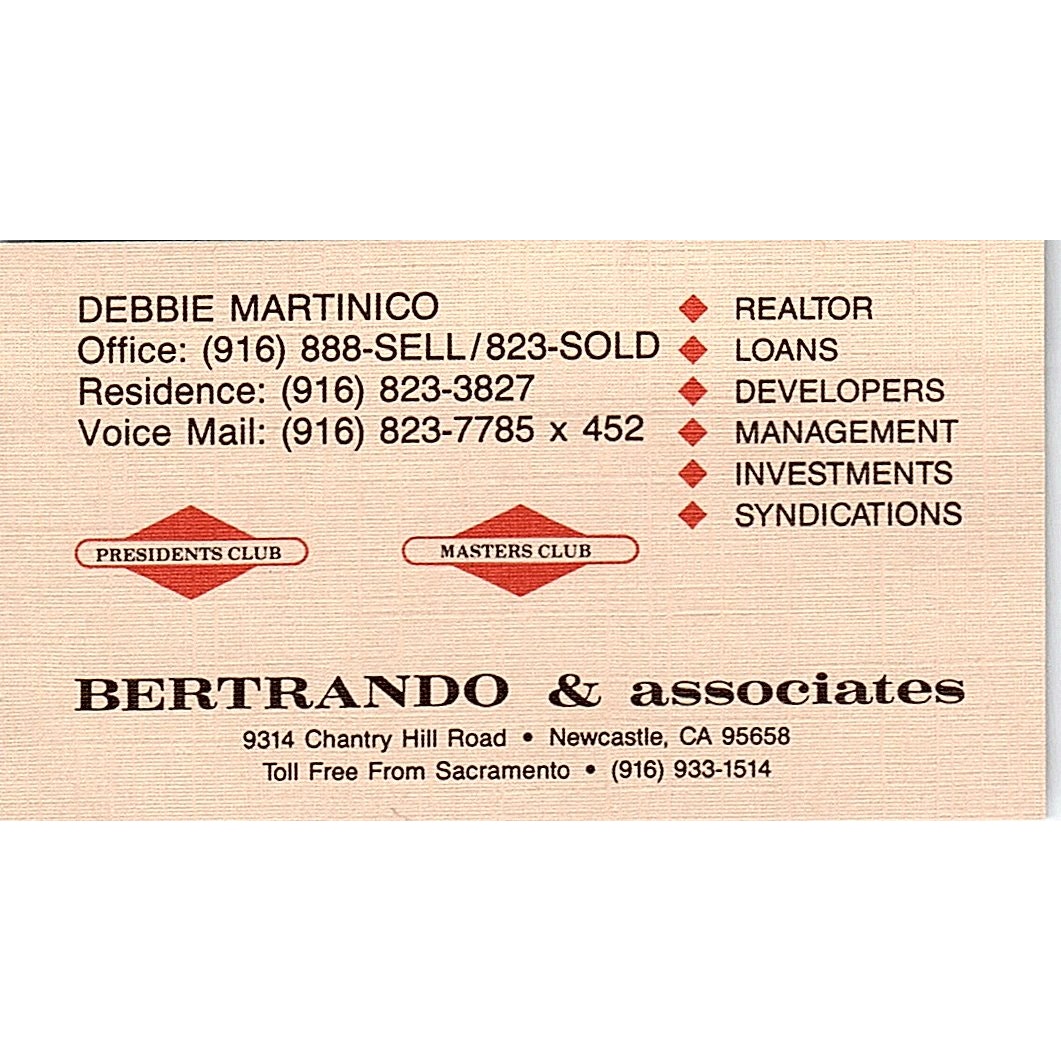 DEBBIE MARTINICO
Office: (916) 888-SELL/823-SOLD
Residence: (916) 823-3827
Voice Mail: (916) 823-7785 x 452
REALTOR
LOANS
DEVELOPERS
MANAGEMENT
INVESTMENTS
SYNDICATIONS
PRESIDENTS CLUB
MASTERS CLUB
BERTRANDO & associates
9314 Chantry Hill Road • Newcastle, CA 95658
Toll Free From Sacramento • (916) 933-1514